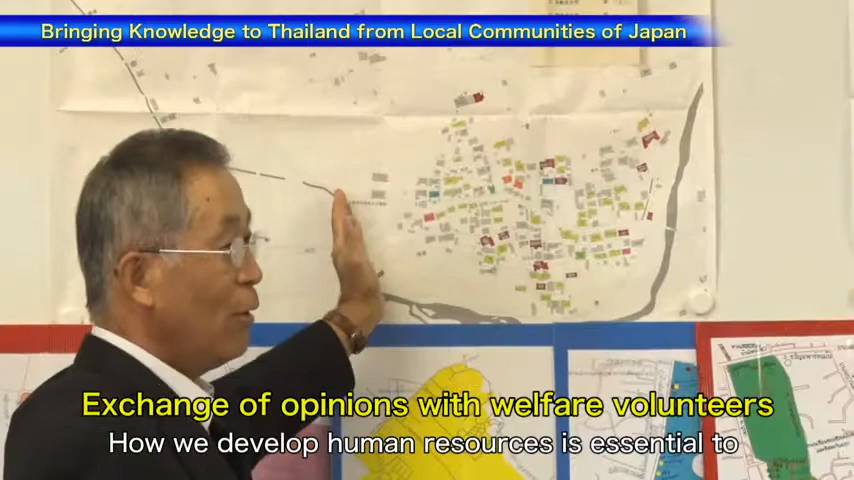 Bringing Knowledge to Thailand from Local Communities of Japan
Exchange of opinions with welfare volunteers
How we develop human resources is essential to